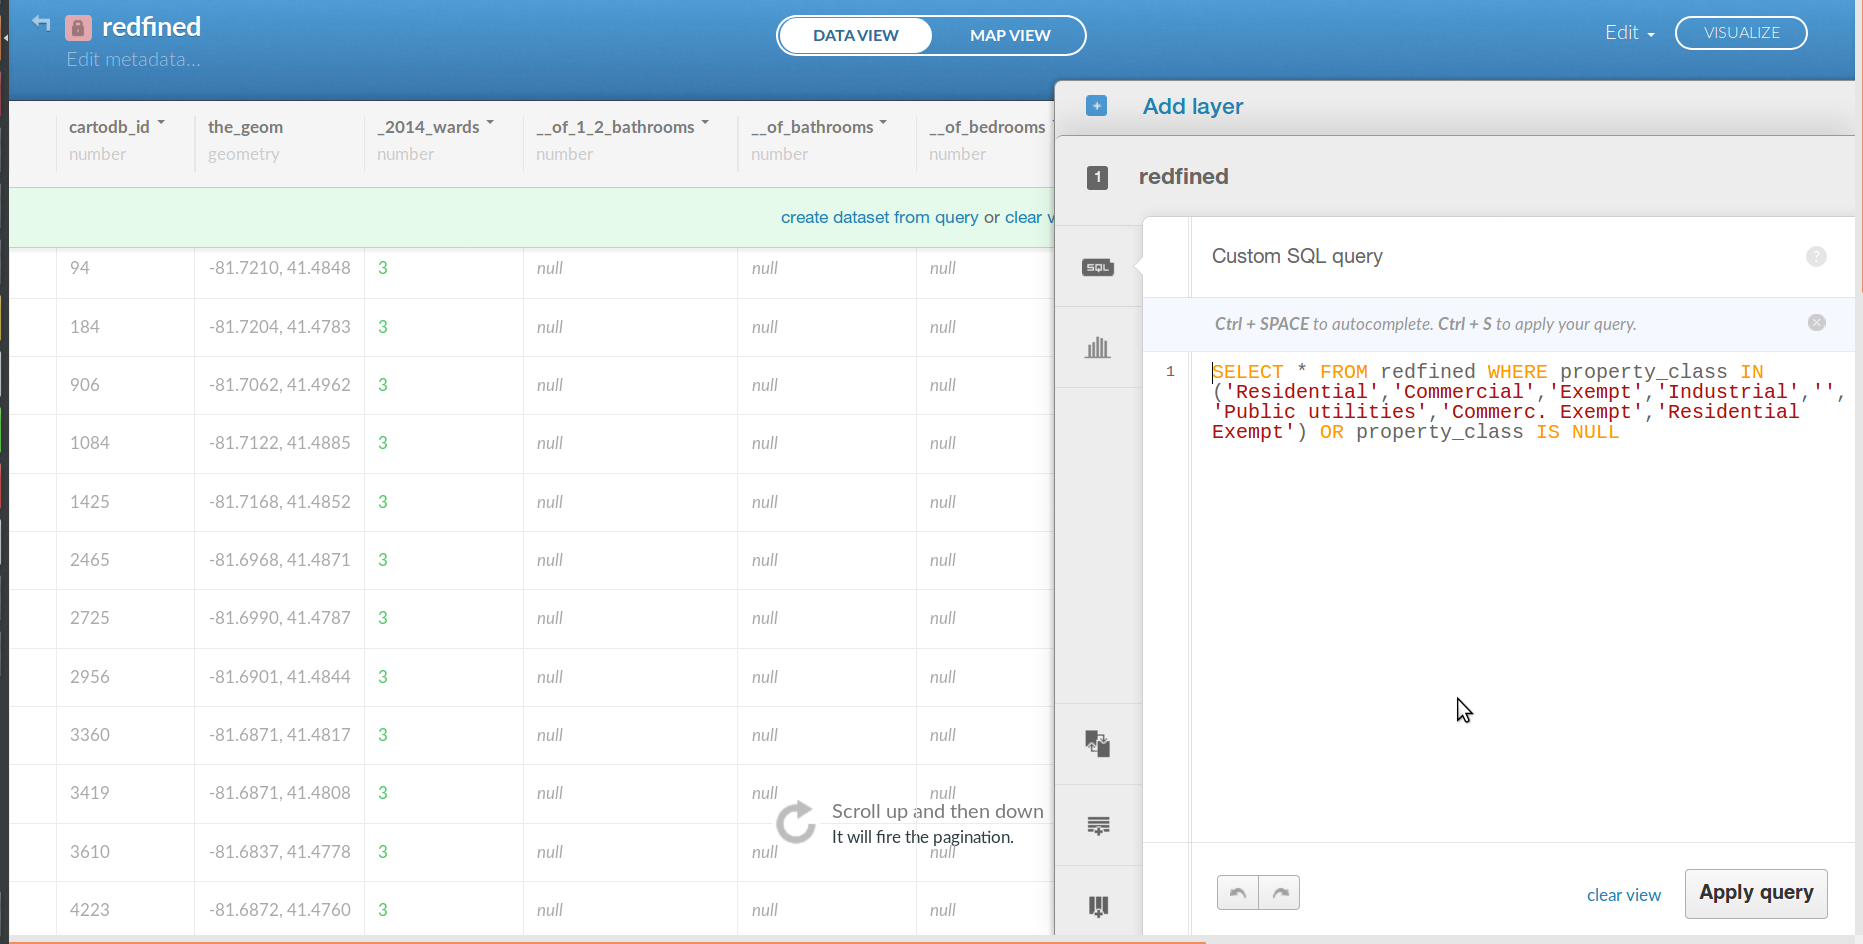 redfined
Edit metadata...
DATA VIEW
MAP VIEW
Edit
VISUALIZE
cartodb_id
number
the_geom
geometry
_2014_wards
number
__of_1_2_bathrooms
number
__of_bathrooms
number
__of_bedrooms
number
create dataset from query or clear v
94 -81.7210, 41.4848 3 null null null
184 -81.7204, 41.4783 3 null null null
906 -81.7062, 41.4962 3 null null null
1084 -81.7122, 41.4885 3 null null null
1425 -81.7168, 41.4852 3 null null null
2465 -81.6968, 41.4871 3 null null null
2725 -81.6990, 41.4787 3 null null null
2956 -81.6901, 41.4844 3 null null null
3360 -81.6871, 41.4817 3 null null null
3419 -81.6871, 41.4808 3 null null null
3610 -81.6837, 41.4778 3 null null null
4223 -81.6872, 41.4760 3 null null null
Scroll up and then down
It will fire the pagination.
Add layer
1
redfined
SQL
Custom SQL query
?
Ctrl + SPACE to autocomplete. Ctrl + S to apply your query.
1
SELECT * FROM redfined WHERE property_class IN
('Residential','Commercial','Exempt','Industrial','',
'Public utilities','Commerc. Exempt','Residential
Exempt') OR property_class IS NULL
clear view
Apply query